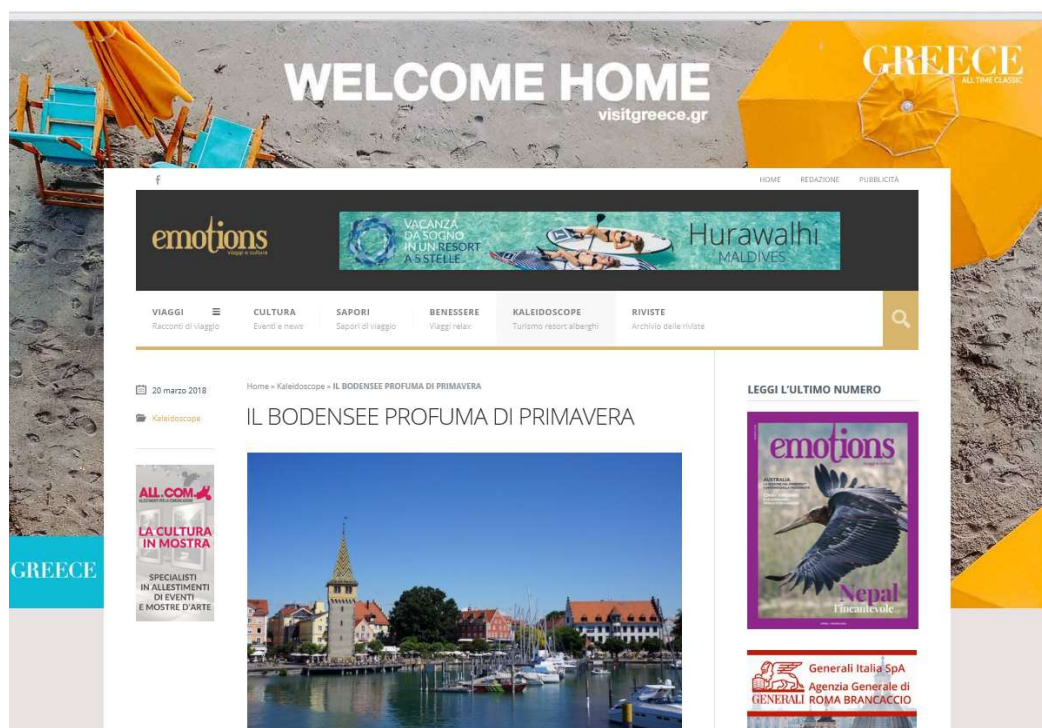 WELCOME HOME
visitgreece.gr
GREECE
ALL TIME CLASSIC
f
HOME REDAZIONE PUBBLICITÀ
emotions
viaggi e cultura
VACANZA
DA SOGNO
IN UN RESORT
A 5 STELLE
Hurawalhi
MALDIVES
VIAGGI
Racconti di viaggio
CULTURA
Eventi e news
SAPORI
Sapori di viaggio
BENESSERE
Viaggi relax
KALEIDOSCOPE
Turismo resort alberghi
RIVISTE
Archivio delle riviste
20 marzo 2018
Kaleidoscope
Home » Kaleidoscope » IL BODENSEE PROFUMA DI PRIMAVERA
IL BODENSEE PROFUMA DI PRIMAVERA
LEGGI L'ULTIMO NUMERO
ALL.COM
LA CULTURA
IN MOSTRA
SPECIALISTI
IN ALLESTIMENTI
DI EVENTI
E MOSTRE D'ARTE
GREECE
emotions
AUSTRALIA
Nepal
l'incantevole
GENERALI
Generali Italia SpA
Agenzia Generale di
ROMA BRANCACCIO